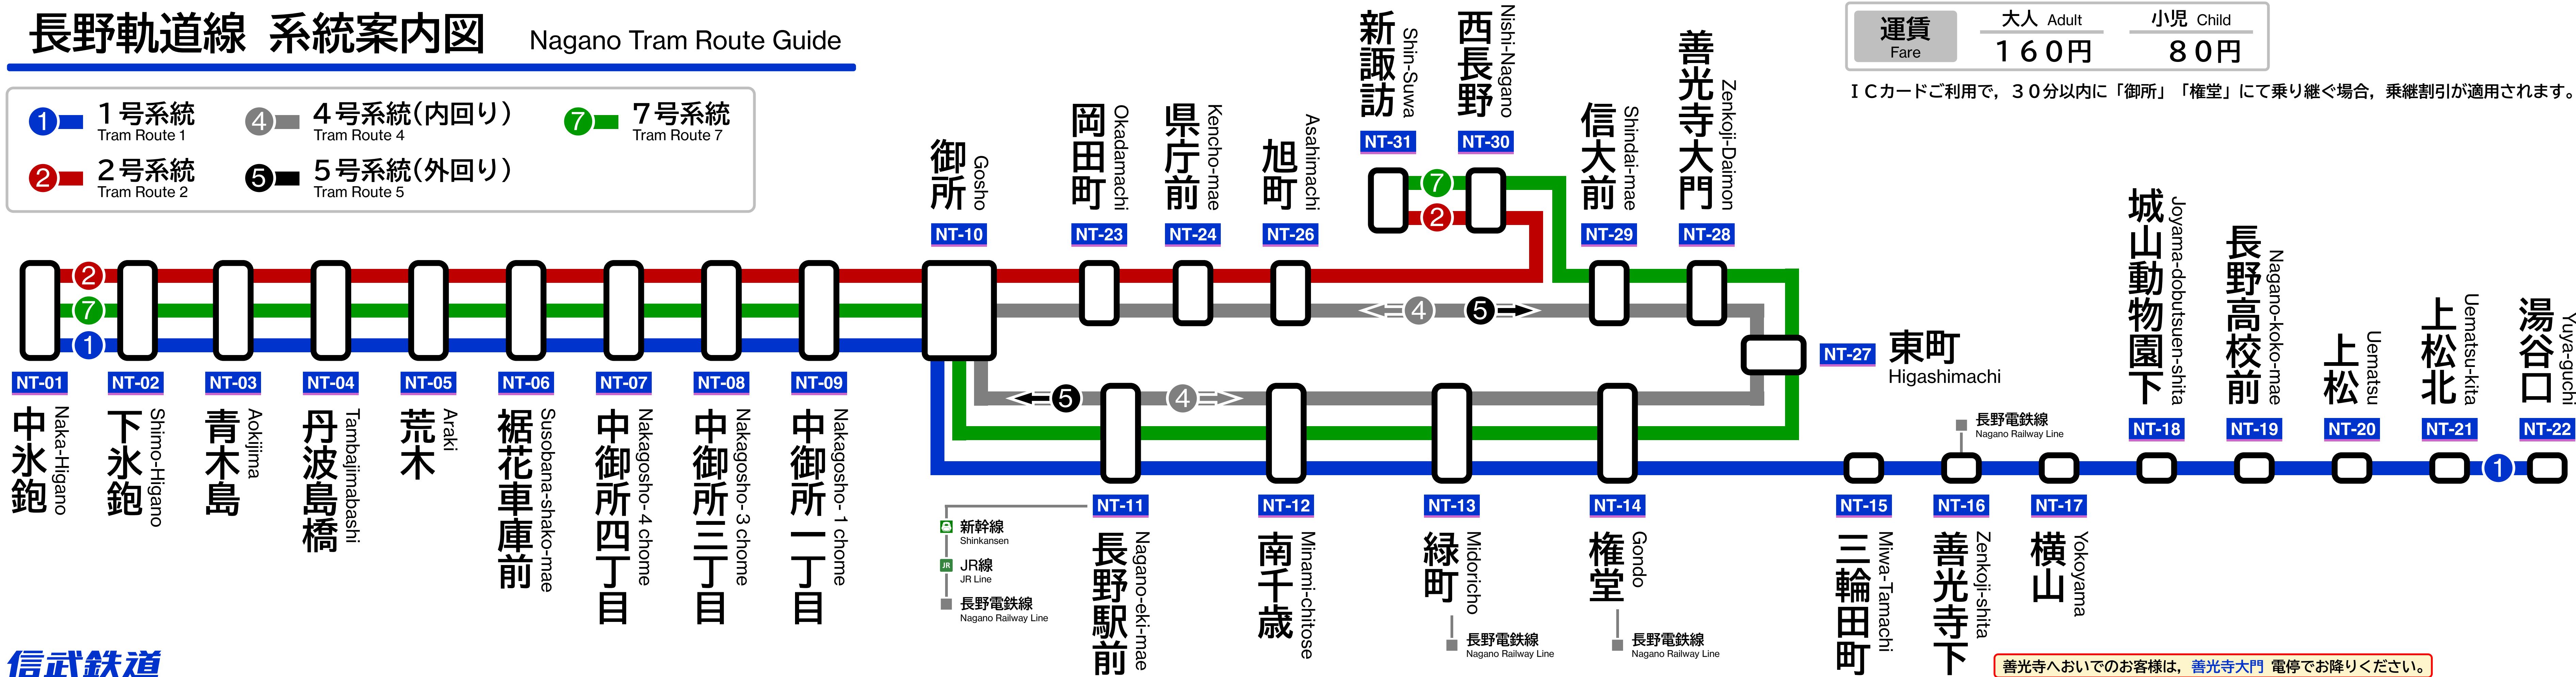 長野軌道線 系統案内図 Nagano Tram Route Guide
1 1号系統
Tram Route 1
2 2号系統
Tram Route 2
4 4号系統(内回り)
Tram Route 4
5 5号系統(外回り)
Tram Route 5
7 7号系統
Tram Route 7
運賃
Fare
大人 Adult
160円
小児 Child
80円
ICカードご利用で，30分以内に「御所」「権堂」にて乗り継ぐ場合，乗継割引が適用されます。
2
7
1
NT-01
中氷鉋
Naka-Higano
NT-02
下氷鉋
Shimo-Higano
NT-03
青木島
Aokijima
NT-04
丹波島橋
Tambajimabashi
NT-05
荒木
Araki
NT-06
裾花車庫前
Susobana-shako-mae
NT-07
中御所四丁目
Nakagosho-4 chome
NT-08
中御所三丁目
Nakagosho-3 chome
NT-09
中御所一丁目
Nakagosho-1 chome
御所
Gosho
NT-10
岡田町
Okadamachi
NT-23
県庁前
Kencho-mae
NT-24
旭町
Asahimachi
NT-26
新諏訪
Shin-Suwa
NT-31
西長野
Nishi-Nagano
NT-30
7
2
信大前
Shindai-mae
NT-29
善光寺大門
Zenkoji-Daimon
NT-28
4
5
NT-27
東町
Higashimachi
5
4
NT-11
長野駅前
Nagano-eki-mae
新幹線
Shinkansen
JR
JR線
JR Line
長野電鉄線
Nagano Railway Line
NT-12
南千歳
Minami-chitose
NT-13
緑町
Midoricho
長野電鉄線
Nagano Railway Line
NT-14
権堂
Gondo
長野電鉄線
Nagano Railway Line
NT-15
三輪田町
Miwa-Tamachi
長野電鉄線
Nagano Railway Line
NT-16
善光寺下
Zenkoji-shita
NT-17
横山
Yokoyama
城山動物園下
Joyama-dobutsuen-shita
NT-18
長野高校前
Nagano-koko-mae
NT-19
上松
Uematsu
NT-20
上松北
Uematsu-kita
NT-21
1
湯谷口
Yuya-guchi
NT-22
信武鉄道
善光寺へおいでのお客様は，善光寺大門 電停でお降りください。